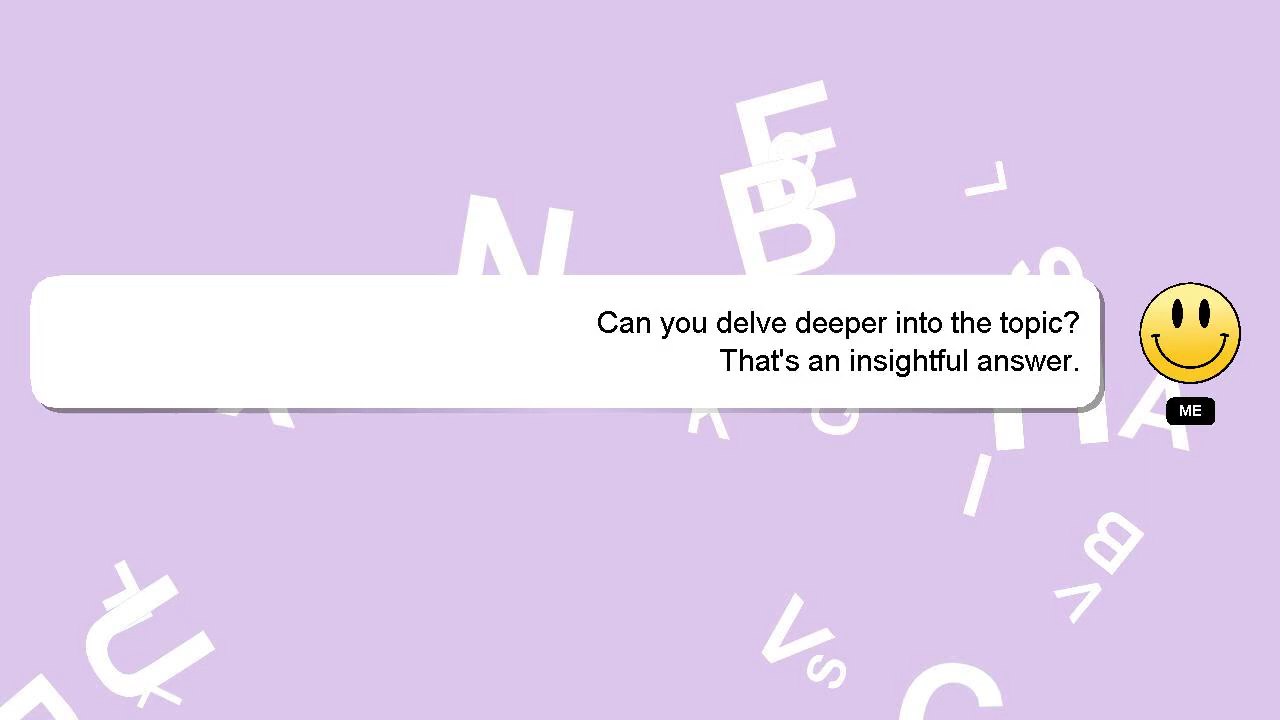 Can you delve deeper into the topic?
That's an insightful answer.
ME
E
B
L
N
S
K
G
A
I
B
V
U
V
S
C